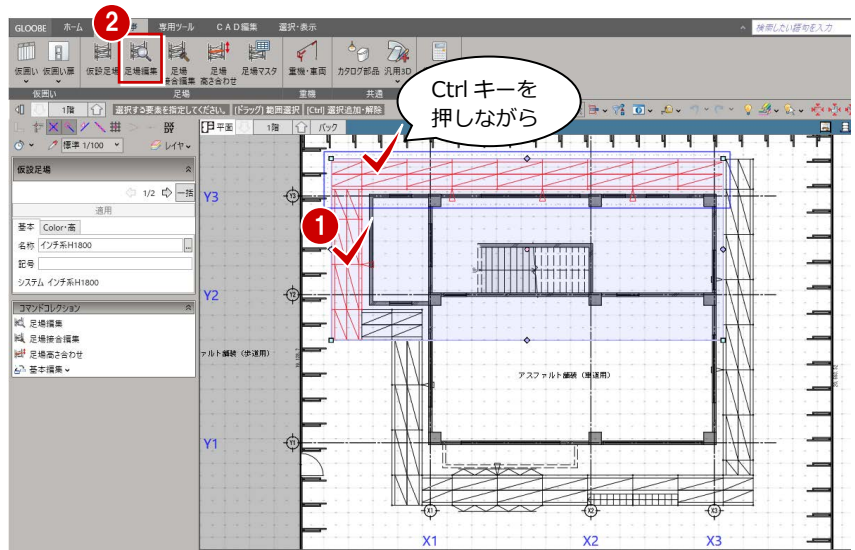 GLOOBE ホーム
専用ツール CAD編集 選択・表示
検索したい語句を入力
2
仮囲い 仮囲い扉 仮設足場 足場編集 足場 足場 足場マスタ 重機・車両 カタログ部品 汎用3D
接合編集 高さ合わせ
仮囲い 足場 重機 共通
Ctrl キーを
押しながら
1階 選択する要素を指定してください。 [ドラッグ] 範囲選択 [Ctrl] 選択追加・解除
標準 1/100 レイヤ
平面 1階 バック
仮設足場
1/2 一括
適用
基本 Color・高
名称 インチ系H1800 ...
記号
システム インチ系H1800
コマンドコレクション
足場編集
足場接合編集
足場高さ合わせ
基本編集
Y3 Y3
1
Y2 Y2
ァルト舗装（歩道用）
アスファルト舗装（車道用）
Y1 Y1
X1 X2 X3
X1 X2 X3